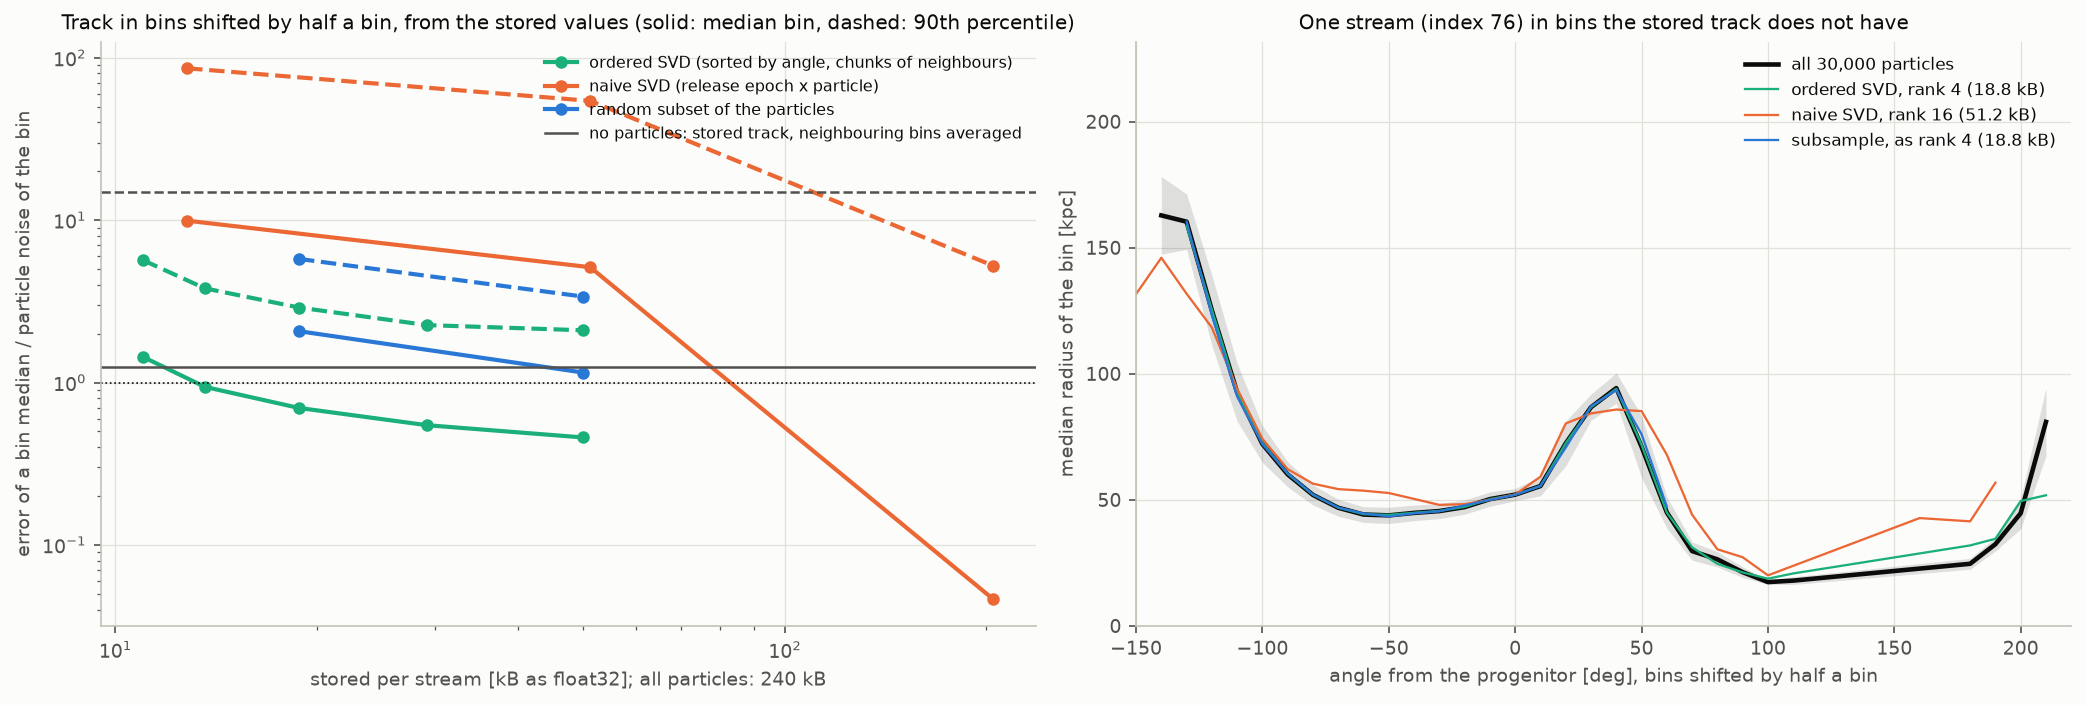 Track in bins shifted by half a bin, from the stored values (solid: median bin, dashed: 90th percentile)
10²
10¹
10⁰
10⁻¹
error of a bin median / particle noise of the bin
ordered SVD (sorted by angle, chunks of neighbours)
naive SVD (release epoch x particle)
random subset of the particles
no particles: stored track, neighbouring bins averaged
10¹
10²
stored per stream [kB as float32]; all particles: 240 kB
One stream (index 76) in bins the stored track does not have
200
150
100
50
0
median radius of the bin [kpc]
all 30,000 particles
ordered SVD, rank 4 (18.8 kB)
naive SVD, rank 16 (51.2 kB)
subsample, as rank 4 (18.8 kB)
−150 −100 −50 0 50 100 150 200
angle from the progenitor [deg], bins shifted by half a bin